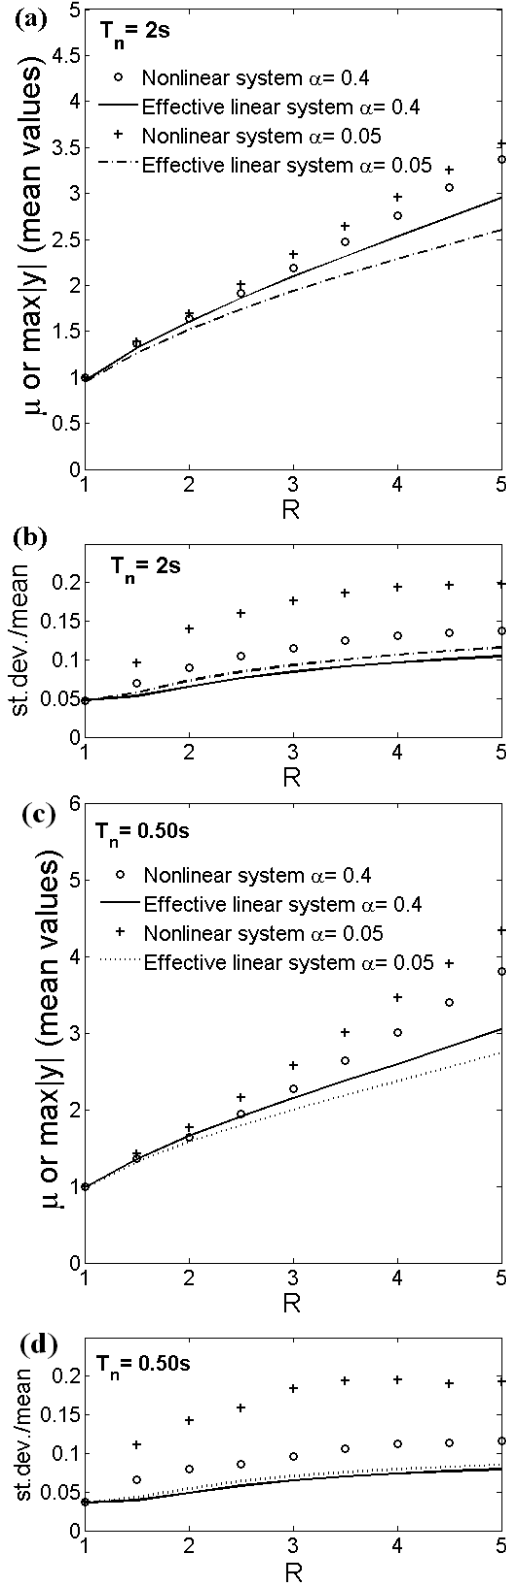 (a)
5
Tn= 2s
4.5
Nonlinear system α= 0.4
4
Effective linear system α= 0.4
3.5
Nonlinear system α= 0.05
Effective linear system α= 0.05
3
2.5
2
1.5
1
0.5
0
μ or max|y| (mean values)
1 2 3 4 5
R
(b)
Tn= 2s
0.2
0.15
0.1
0.05
0
st.dev./mean
1 2 3 4 5
R
(c)
6
Tn= 0.50s
5
Nonlinear system α= 0.4
Effective linear system α= 0.4
4
Nonlinear system α= 0.05
Effective linear system α= 0.05
3
2
1
0
μ or max|y| (mean values)
1 2 3 4 5
R
(d)
Tn= 0.50s
0.2
0.15
0.1
0.05
0
st.dev./mean
1 2 3 4 5
R